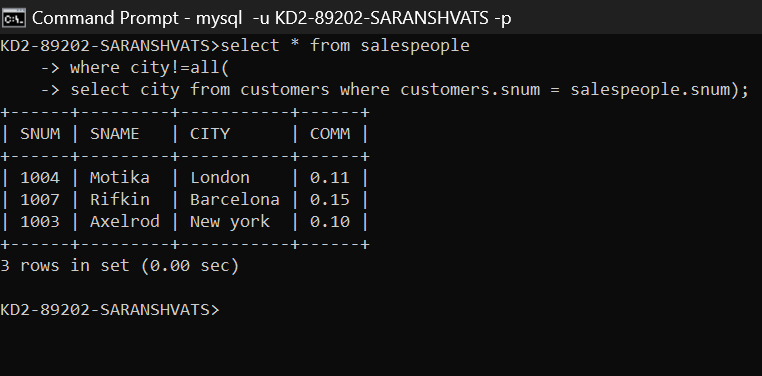 Command Prompt - mysql  -u KD2-89202-SARANSHVATS -p
KD2-89202-SARANSHVATS>select * from salespeople
    -> where city!=all(
    -> select city from customers where customers.snum = salespeople.snum);
+------+---------+-----------+------+
| SNUM | SNAME   | CITY      | COMM |
+------+---------+-----------+------+
| 1004 | Motika  | London    | 0.11 |
| 1007 | Rifkin  | Barcelona | 0.15 |
| 1003 | Axelrod | New york  | 0.10 |
+------+---------+-----------+------+
3 rows in set (0.00 sec)
KD2-89202-SARANSHVATS>